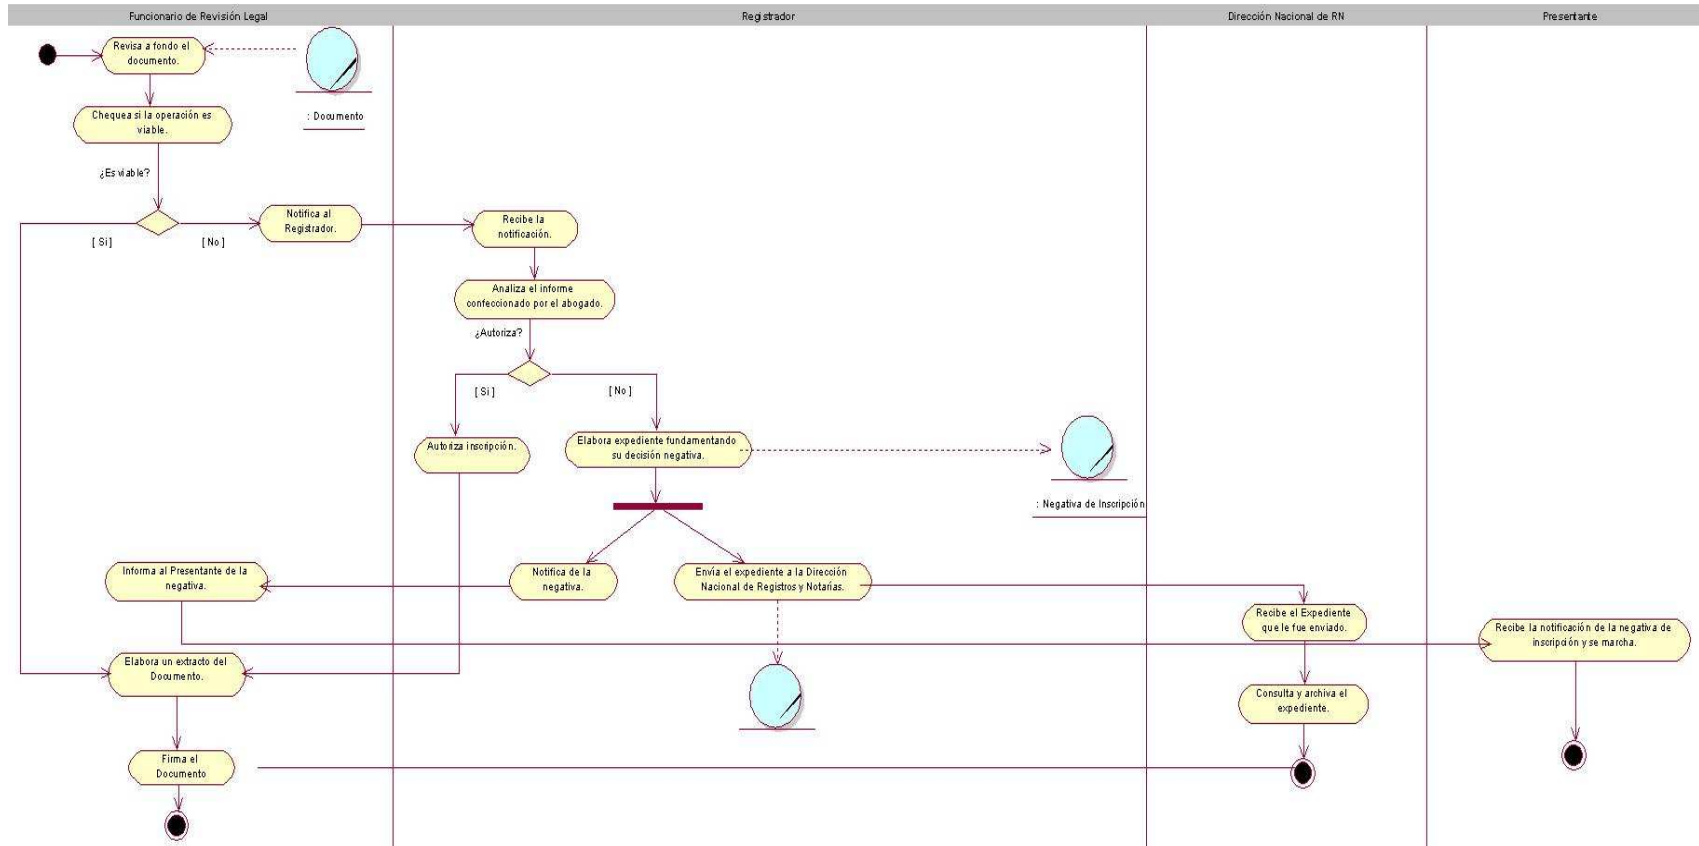 Funcionario de Revisión Legal
Registrador
Dirección Nacional de RN
Presentante
Revisa a fondo el
documento.
: Documento
Chequea si la operación es
viable.
¿Es viable?
[ Si ]
[ No ]
Notifica al
Registrador.
Recibe la
notificación.
Analiza el informe
confeccionado por el abogado.
¿Autoriza?
[ Si ]
[ No ]
Autoriza inscripción.
Elabora expediente fundamentando
su decisión negativa.
: Negativa de Inscripción
Informa al Presentante de la
negativa.
Notifica de la
negativa.
Envía el expediente a la Dirección
Nacional de Registros y Notarías.
Recibe el Expediente
que le fue enviado.
Recibe la notificación de la negativa de
inscripción y se marcha.
Elabora un extracto del
Documento.
Consulta y archiva el
expediente.
Firma el
Documento